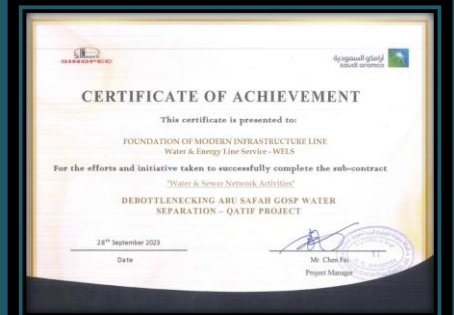 SINOPEC
أرامكو السعودية
saudi aramco
CERTIFICATE OF ACHIEVEMENT
This certificate is presented to:
FOUNDATION OF MODERN INFRASTRUCTURE LINE
Water & Energy Line Service - WELS
For the efforts and initiative taken to successfully complete the sub-contract
"Water & Sewer Network Activities"
DEBOTTLENECKING ABU SAFAH GOSP WATER
SEPARATION – QATIF PROJECT
28th September 2023
Date
Mr. Chen Fei
Project Manager